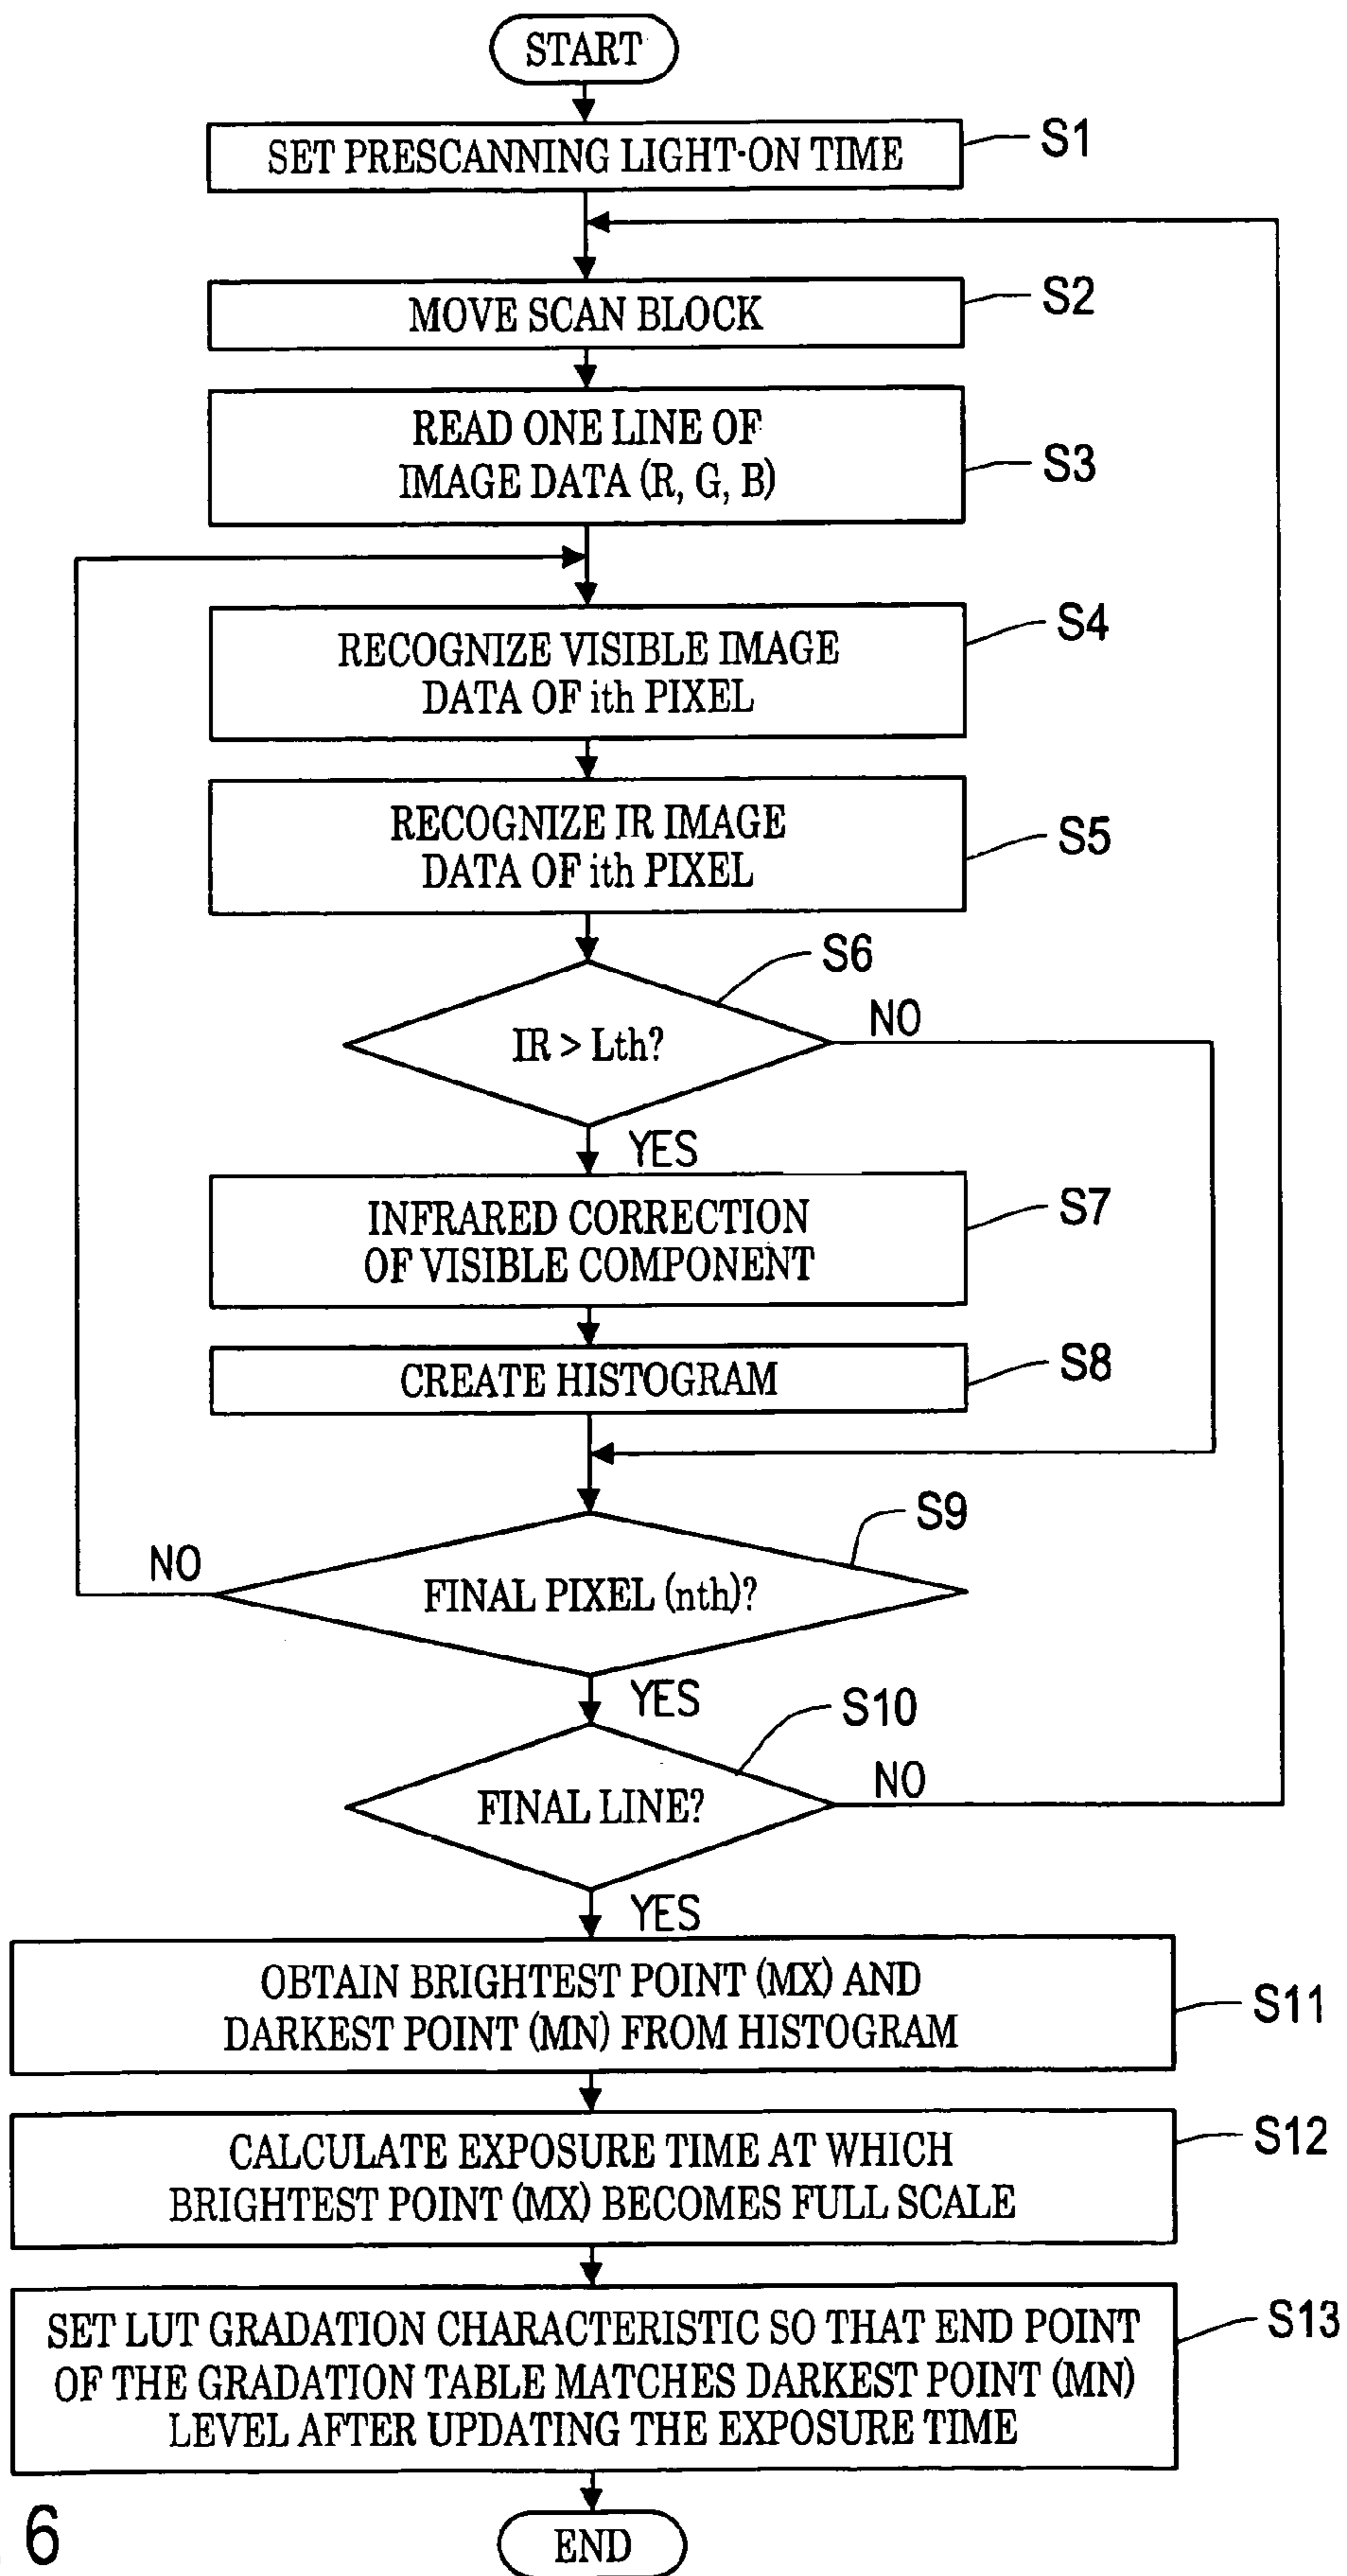 START
SET PRESCANNING LIGHT-ON TIME
S1
MOVE SCAN BLOCK
S2
READ ONE LINE OF
IMAGE DATA (R, G, B)
S3
RECOGNIZE VISIBLE IMAGE
DATA OF ith PIXEL
S4
RECOGNIZE IR IMAGE
DATA OF ith PIXEL
S5
S6
IR > Lth?
NO
YES
INFRARED CORRECTION
OF VISIBLE COMPONENT
S7
CREATE HISTOGRAM
S8
S9
NO
FINAL PIXEL (nth)?
YES
S10
FINAL LINE?
NO
YES
OBTAIN BRIGHTEST POINT (MX) AND
DARKEST POINT (MN) FROM HISTOGRAM
S11
CALCULATE EXPOSURE TIME AT WHICH
BRIGHTEST POINT (MX) BECOMES FULL SCALE
S12
SET LUT GRADATION CHARACTERISTIC SO THAT END POINT
OF THE GRADATION TABLE MATCHES DARKEST POINT (MN)
LEVEL AFTER UPDATING THE EXPOSURE TIME
S13
6
END